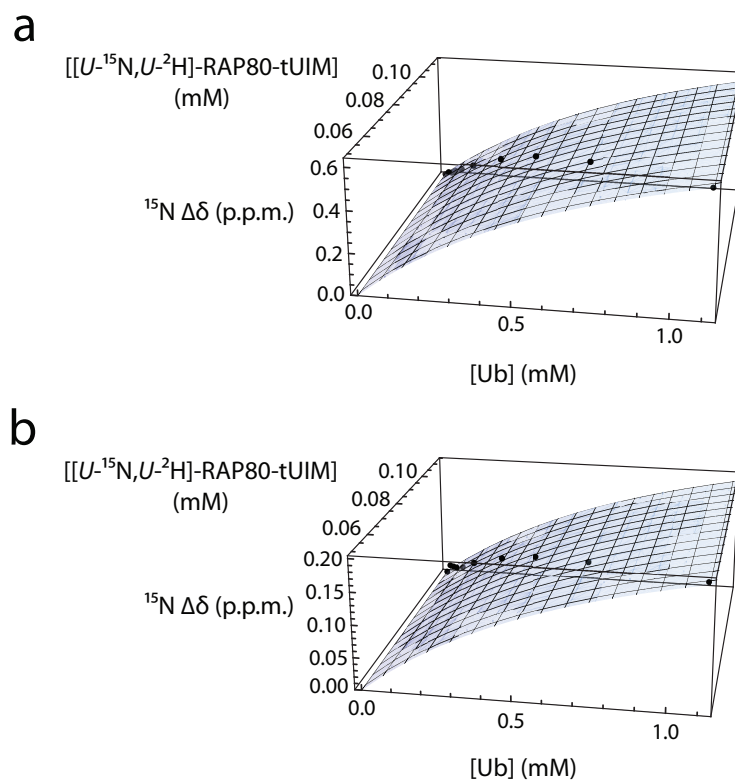 a
[[U-¹⁵N,U-²H]-RAP80-tUIM]
(mM)
0.10
0.08
0.06
0.6
0.4
0.2
0.0
¹⁵N Δδ (p.p.m.)
0.0
0.5
1.0
[Ub] (mM)
b
[[U-¹⁵N,U-²H]-RAP80-tUIM]
(mM)
0.10
0.08
0.06
0.20
0.15
0.10
0.05
0.00
¹⁵N Δδ (p.p.m.)
0.0
0.5
1.0
[Ub] (mM)